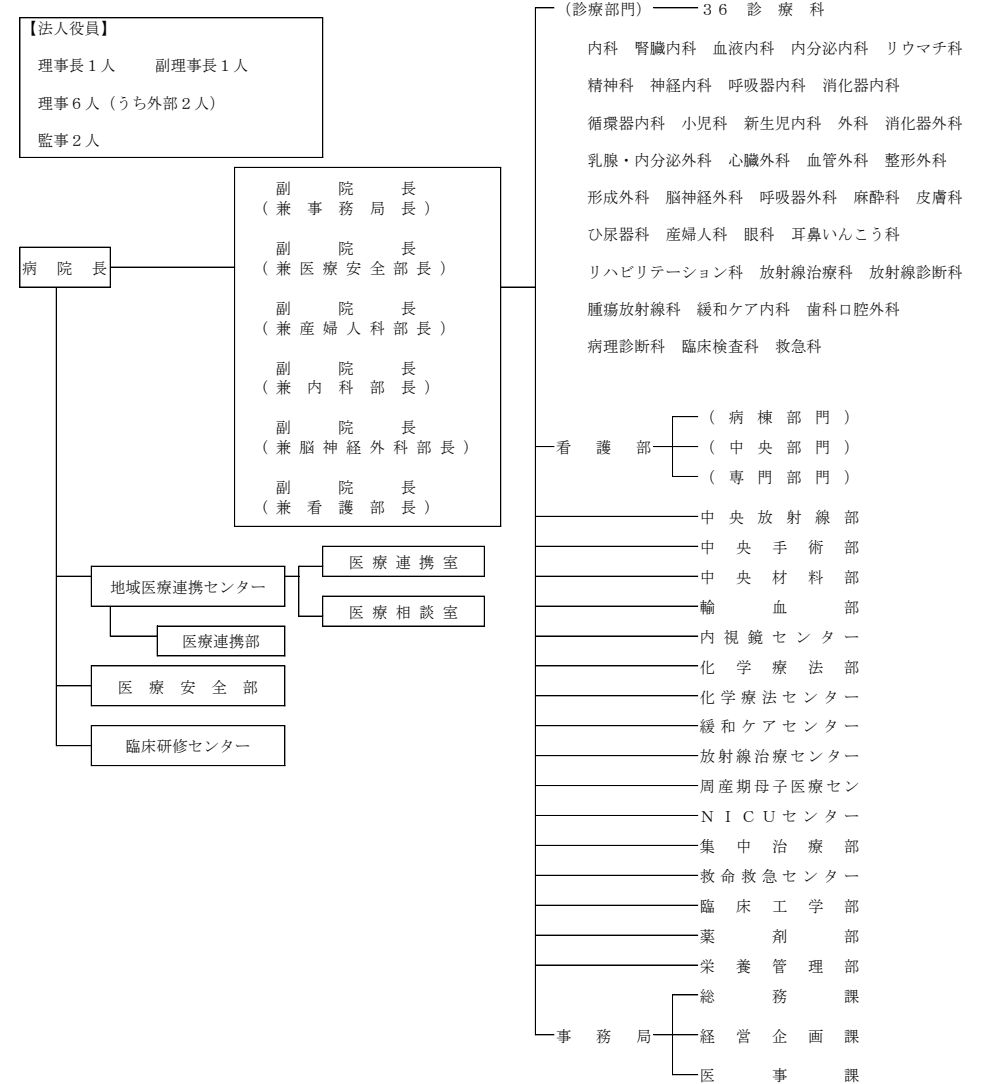 【法人役員】
理事長１人　　副理事長１人
理事６人（うち外部２人）
監事２人
病院長
副院長
（兼事務局長）
副院長
（兼医療安全部長）
副院長
（兼産婦人科部長）
副院長
（兼内科部長）
副院長
（兼脳神経外科部長）
副院長
（兼看護部長）
地域医療連携センター
医療連携室
医療相談室
医療連携部
医療安全部
臨床研修センター
（診療部門）　３６診療科
内科　腎臓内科　血液内科　内分泌内科　リウマチ科
精神科　神経内科　呼吸器内科　消化器内科
循環器内科　小児科　新生児内科　外科　消化器外科
乳腺・内分泌外科　心臓外科　血管外科　整形外科
形成外科　脳神経外科　呼吸器外科　麻酔科　皮膚科
ひ尿器科　産婦人科　眼科　耳鼻いんこう科
リハビリテーション科　放射線治療科　放射線診断科
腫瘍放射線科　緩和ケア内科　歯科口腔外科
病理診断科　臨床検査科　救急科
看護部
（病棟部門）
（中央部門）
（専門部門）
中央放射線部
中央手術部
中央材料部
輸血部
内視鏡センター
化学療法部
化学療法センター
緩和ケアセンター
放射線治療センター
周産期母子医療セン
ＮＩＣＵセンター
集中治療部
救命救急センター
臨床工学部
薬剤部
栄養管理部
事務局
総務課
経営企画課
医事課